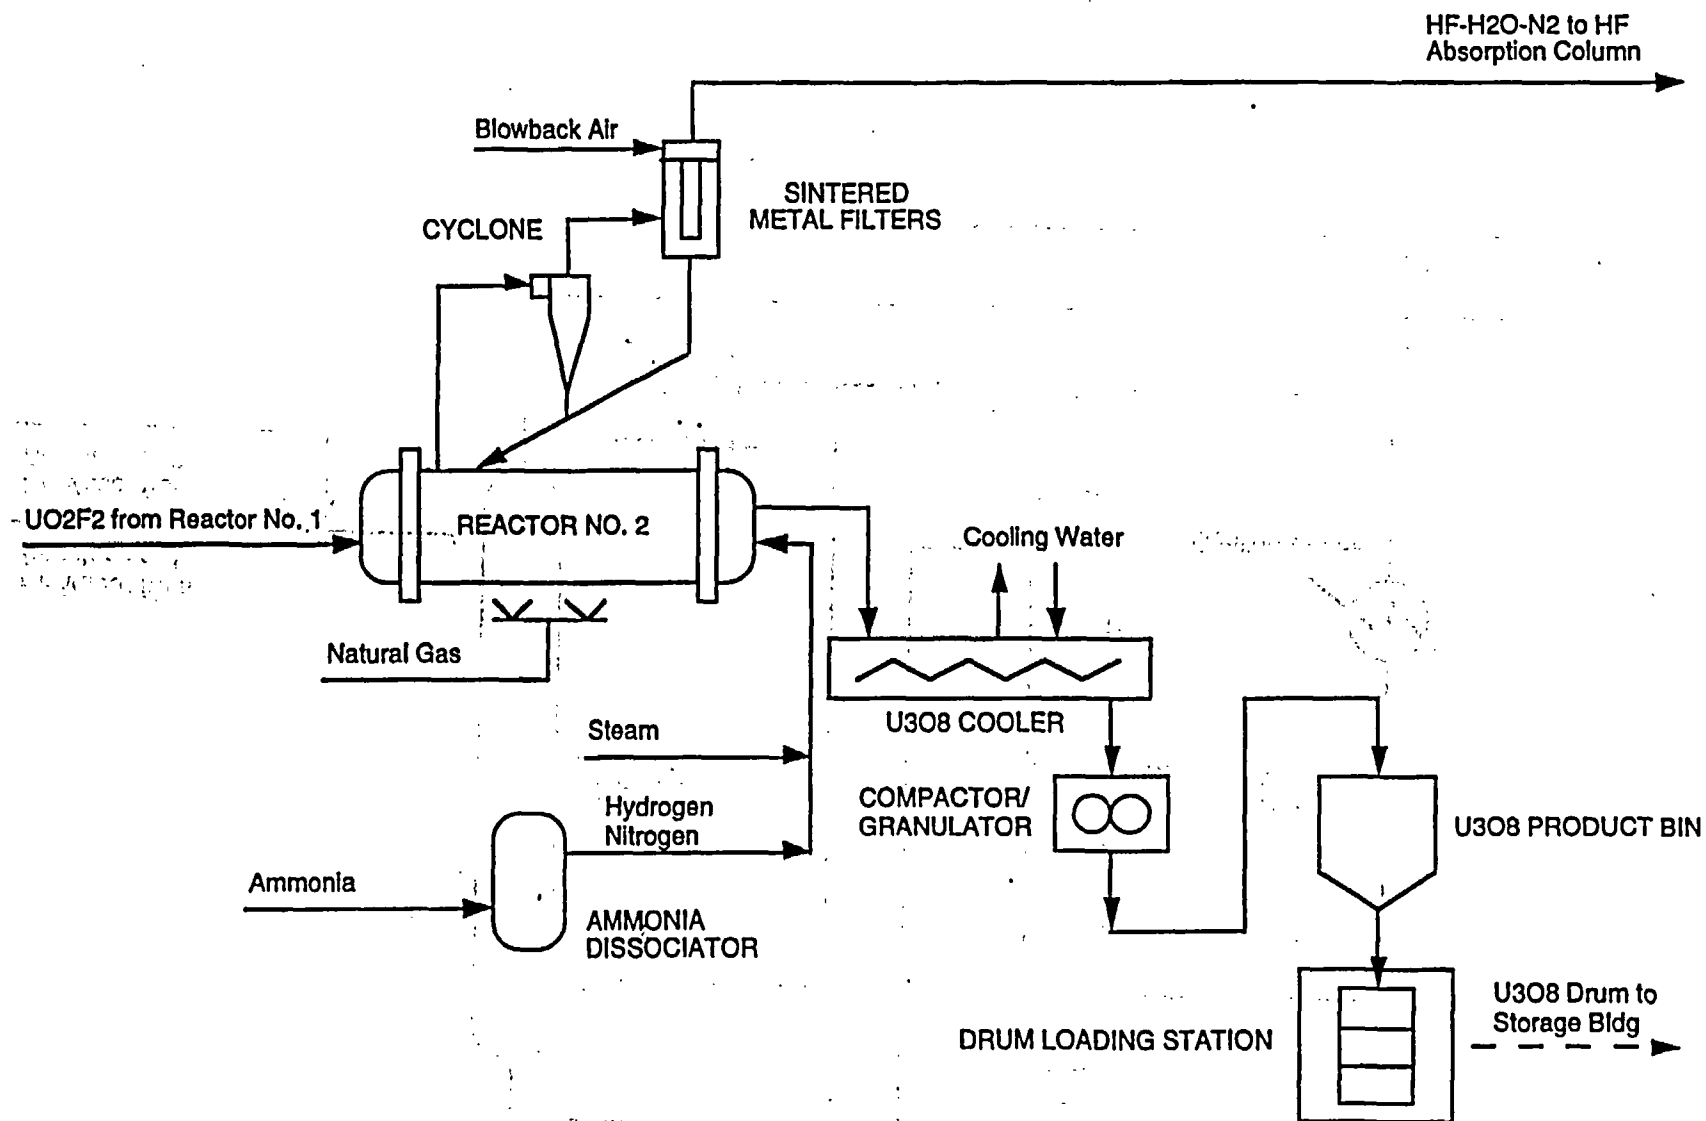 HF-H2O-N2 to HF
Absorption Column
Blowback Air
SINTERED
METAL FILTERS
CYCLONE
UO2F2 from Reactor No. 1
REACTOR NO. 2
Cooling Water
Natural Gas
U3O8 COOLER
Steam
Hydrogen
Nitrogen
COMPACTOR/
GRANULATOR
U3O8 PRODUCT BIN
Ammonia
AMMONIA
DISSOCIATOR
U3O8 Drum to
Storage Bldg
DRUM LOADING STATION